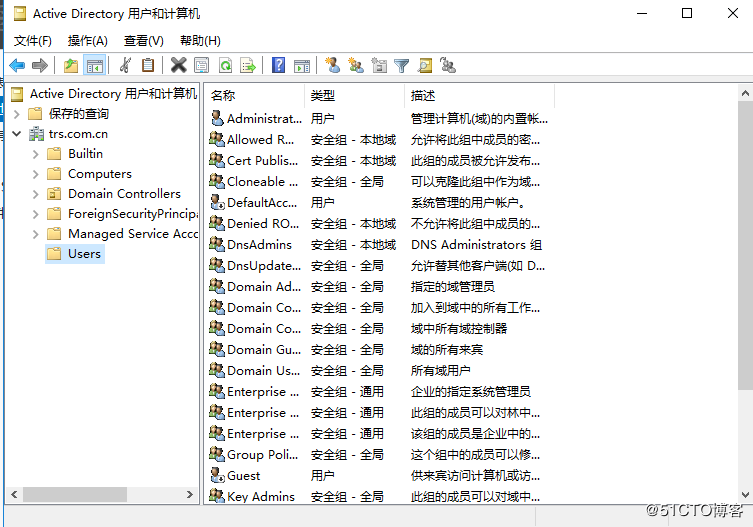 Active Directory 用户和计算机
文件(F) 操作(A) 查看(V) 帮助(H)
Active Directory 用户和计算机
保存的查询
trs.com.cn
Builtin
Computers
Domain Controllers
ForeignSecurityPrincipa
Managed Service Acco
Users
名称 类型 描述
Administrat... 用户 管理计算机(域)的内置帐...
Allowed R... 安全组 - 本地域 允许将此组中成员的密...
Cert Publis... 安全组 - 本地域 此组的成员被允许发布...
Cloneable ... 安全组 - 全局 可以克隆此组中作为域...
DefaultAcc... 用户 系统管理的用户帐户。
Denied RO... 安全组 - 本地域 不允许将此组中成员的...
DnsAdmins 安全组 - 本地域 DNS Administrators 组
DnsUpdate... 安全组 - 全局 允许替其他客户端(如 D...
Domain Ad... 安全组 - 全局 指定的域管理员
Domain Co... 安全组 - 全局 加入到域中的所有工作...
Domain Co... 安全组 - 全局 域中所有域控制器
Domain Gu... 安全组 - 全局 域的所有来宾
Domain Us... 安全组 - 全局 所有域用户
Enterprise ... 安全组 - 通用 企业的指定系统管理员
Enterprise ... 安全组 - 通用 此组的成员可以对林中...
Enterprise ... 安全组 - 通用 该组的成员是企业中的...
Group Poli... 安全组 - 全局 这个组中的成员可以修...
Guest 用户 供来宾访问计算机或访...
Key Admins 安全组 - 全局 此组的成员可以对域中...
@51CTO博客